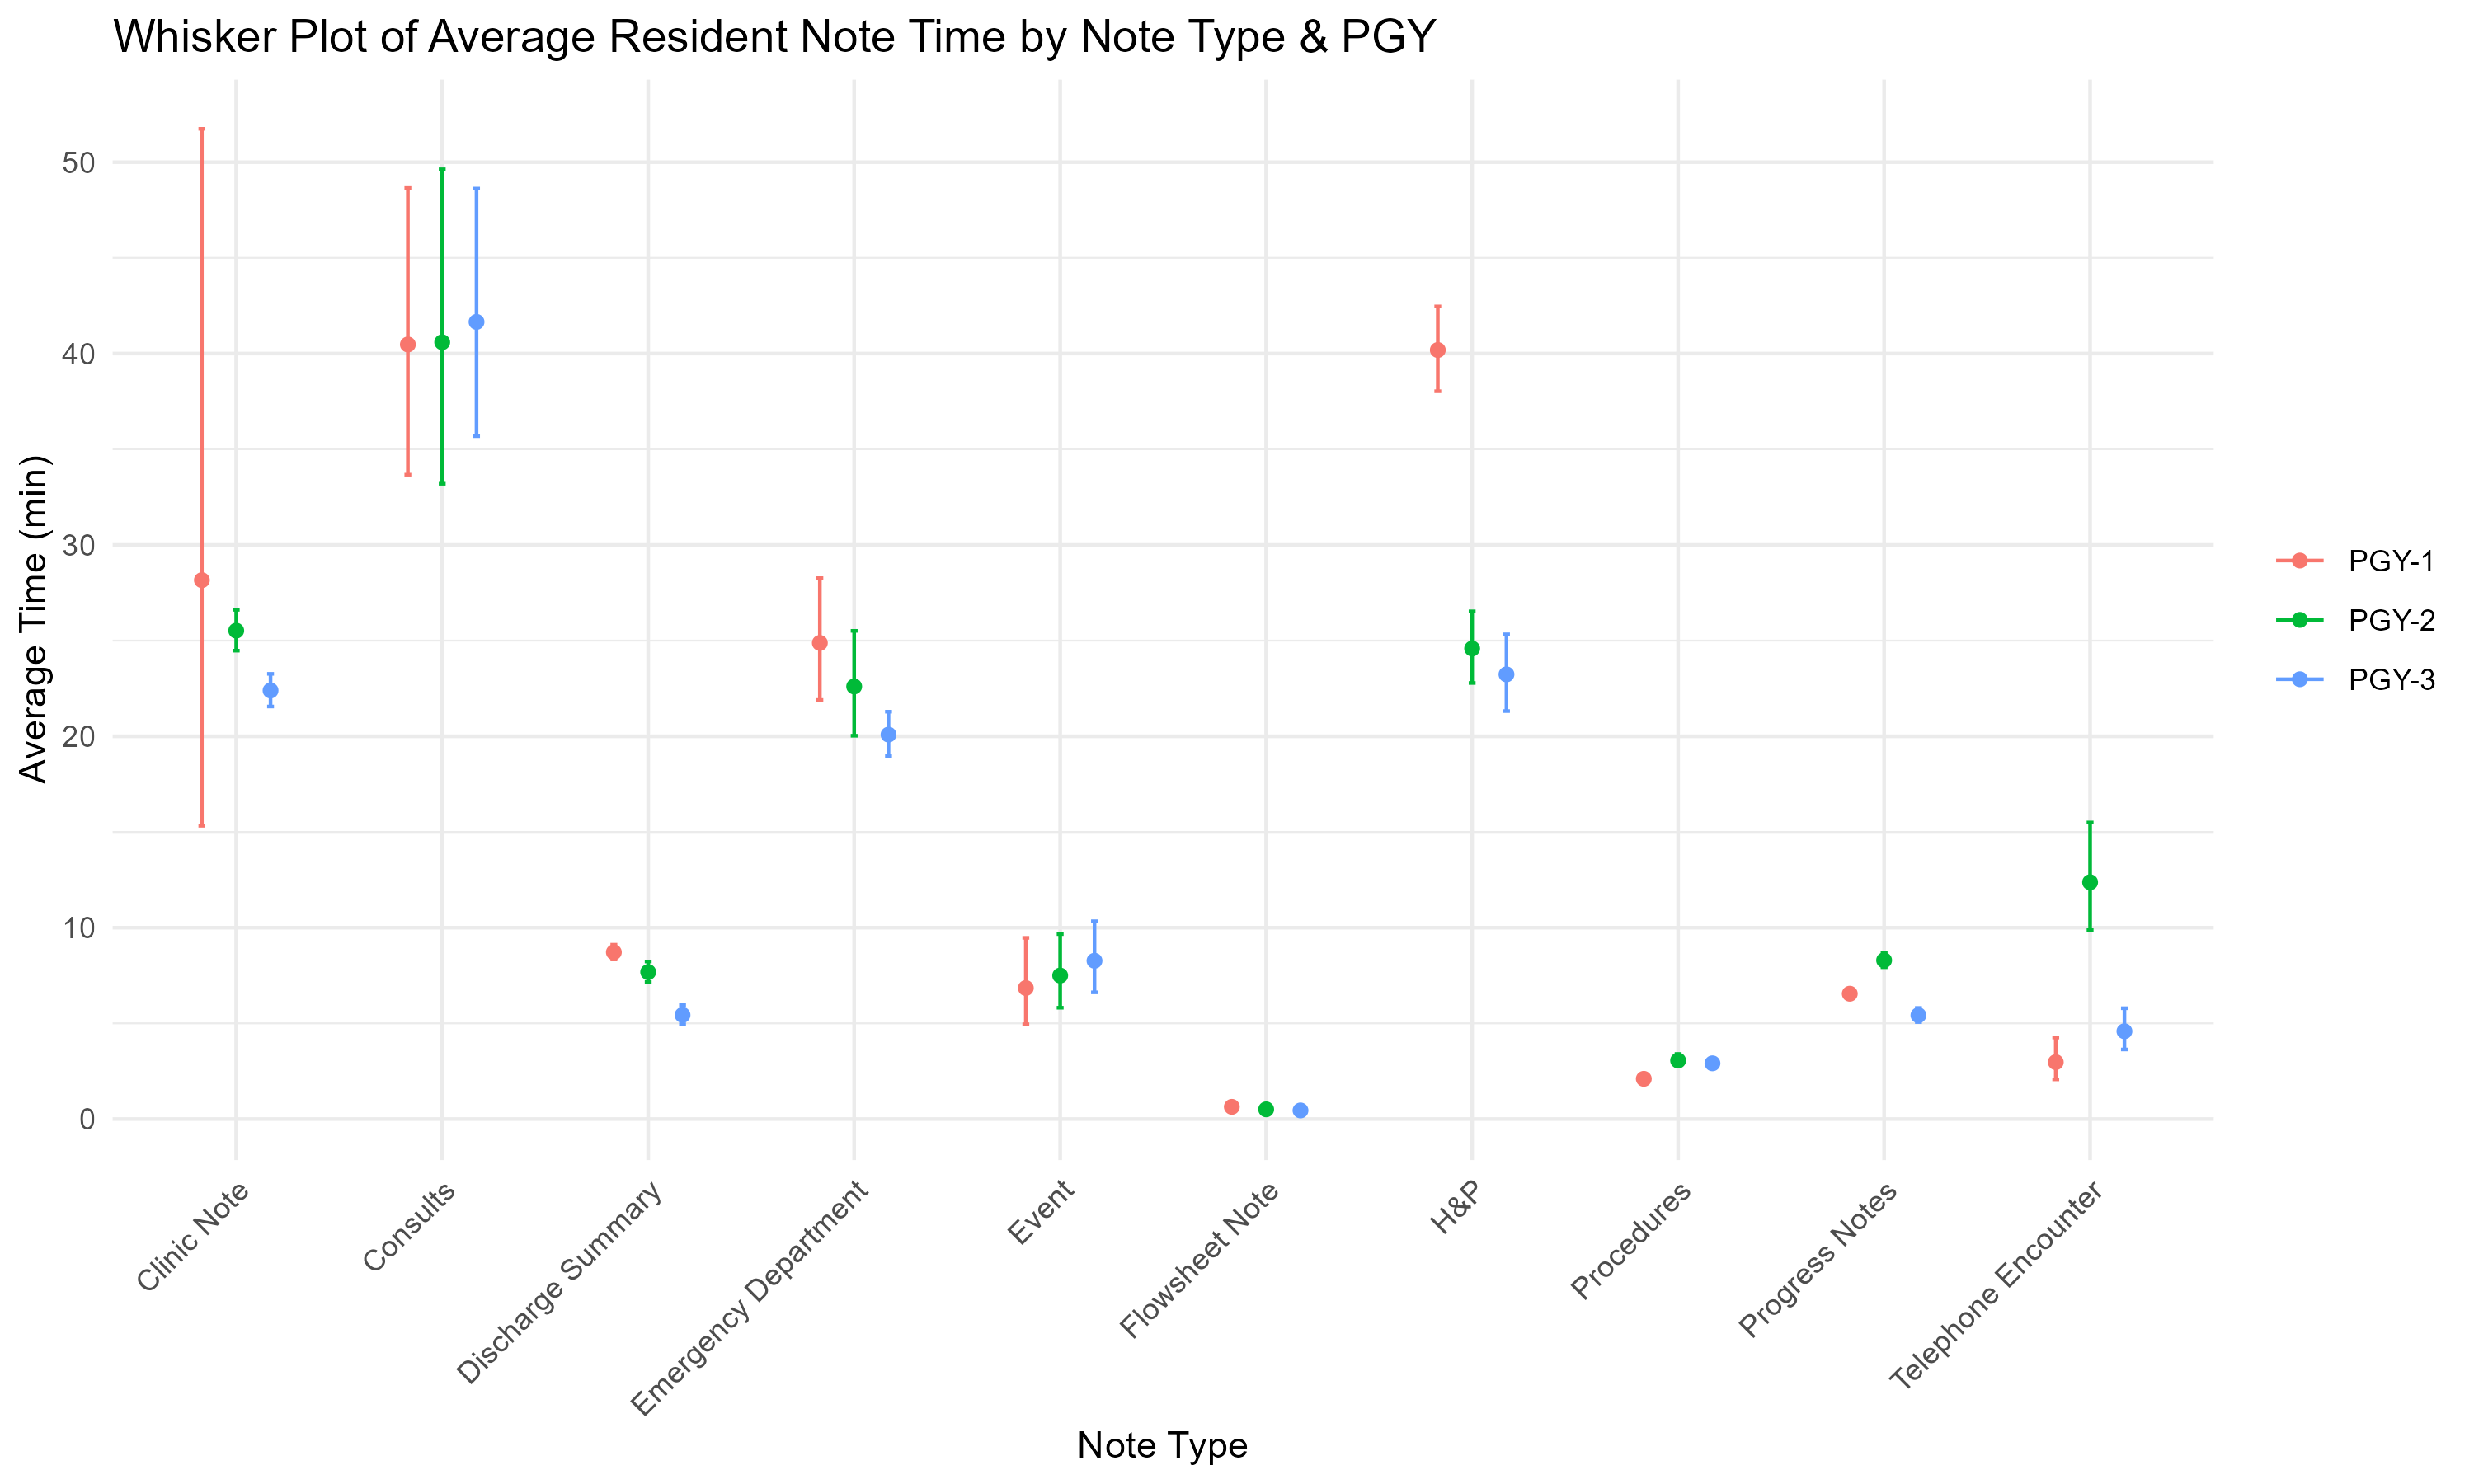 Whisker Plot of Average Resident Note Time by Note Type & PGY
Average Time (min)
50
40
30
20
10
0
Clinic Note
Consults
Discharge Summary
Emergency Department
Event
Flowsheet Note
H&P
Procedures
Progress Notes
Telephone Encounter
Note Type
PGY-1
PGY-2
PGY-3